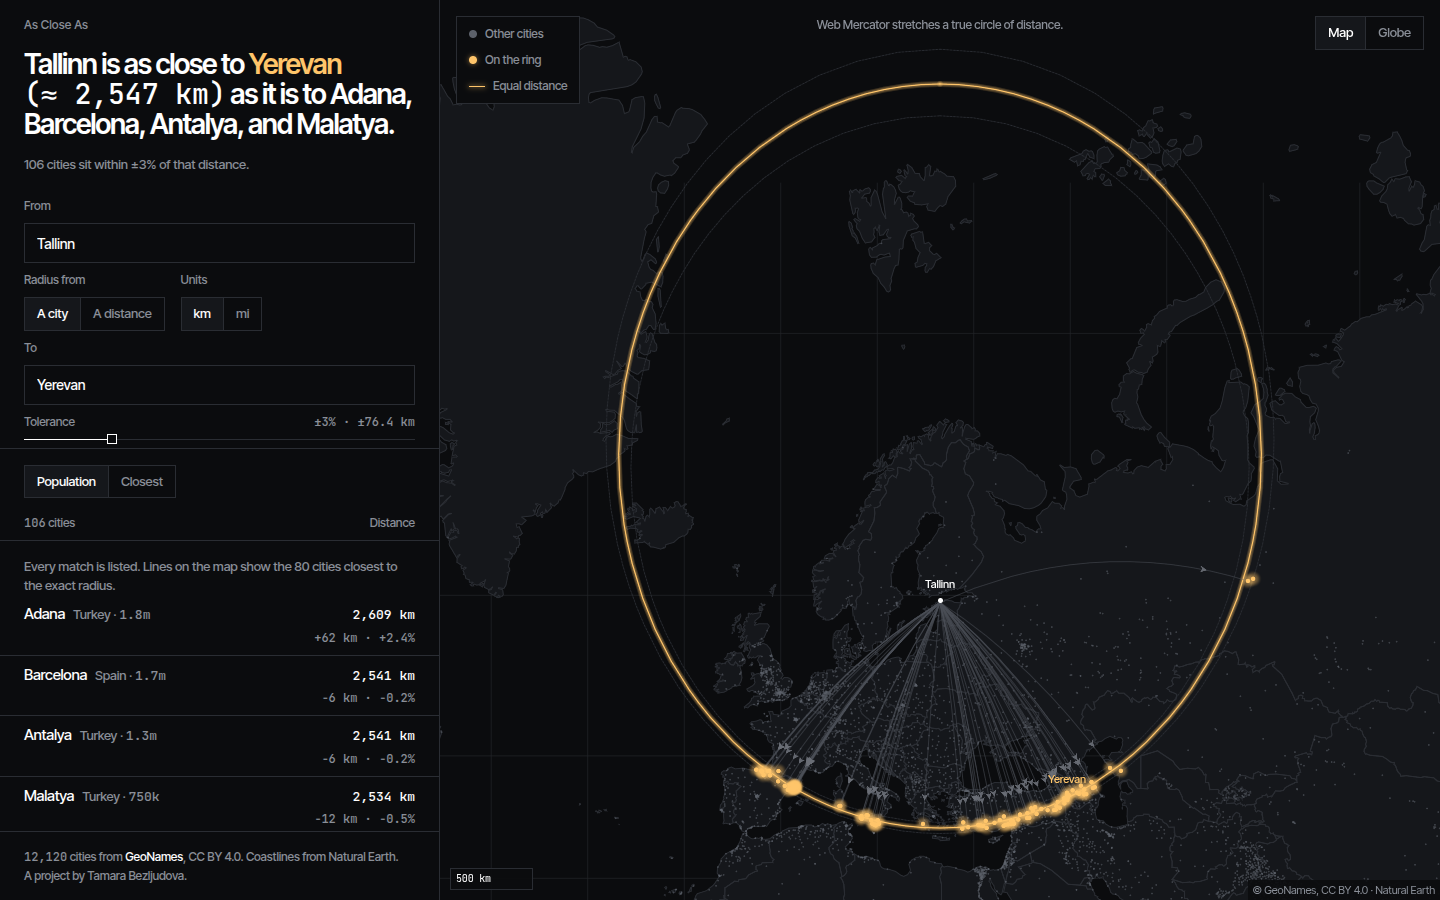 As Close As
Tallinn is as close to Yerevan
(≈ 2,547 km) as it is to Adana,
Barcelona, Antalya, and Malatya.
106 cities sit within ±3% of that distance.
From
Tallinn
Radius from
Units
A city
A distance
km
mi
To
Yerevan
Tolerance
±3% · ±76.4 km
Population
Closest
106 cities
Distance
Every match is listed. Lines on the map show the 80 cities closest to
the exact radius.
Adana Turkey · 1.8m 2,609 km
+62 km · +2.4%
Barcelona Spain · 1.7m 2,541 km
-6 km · -0.2%
Antalya Turkey · 1.3m 2,541 km
-6 km · -0.2%
Malatya Turkey · 750k 2,534 km
-12 km · -0.5%
12,120 cities from GeoNames, CC BY 4.0. Coastlines from Natural Earth.
A project by Tamara Bezljudova.
Other cities
On the ring
Equal distance
Web Mercator stretches a true circle of distance.
Map
Globe
Tallinn
Yerevan
500 km
© GeoNames, CC BY 4.0 · Natural Earth